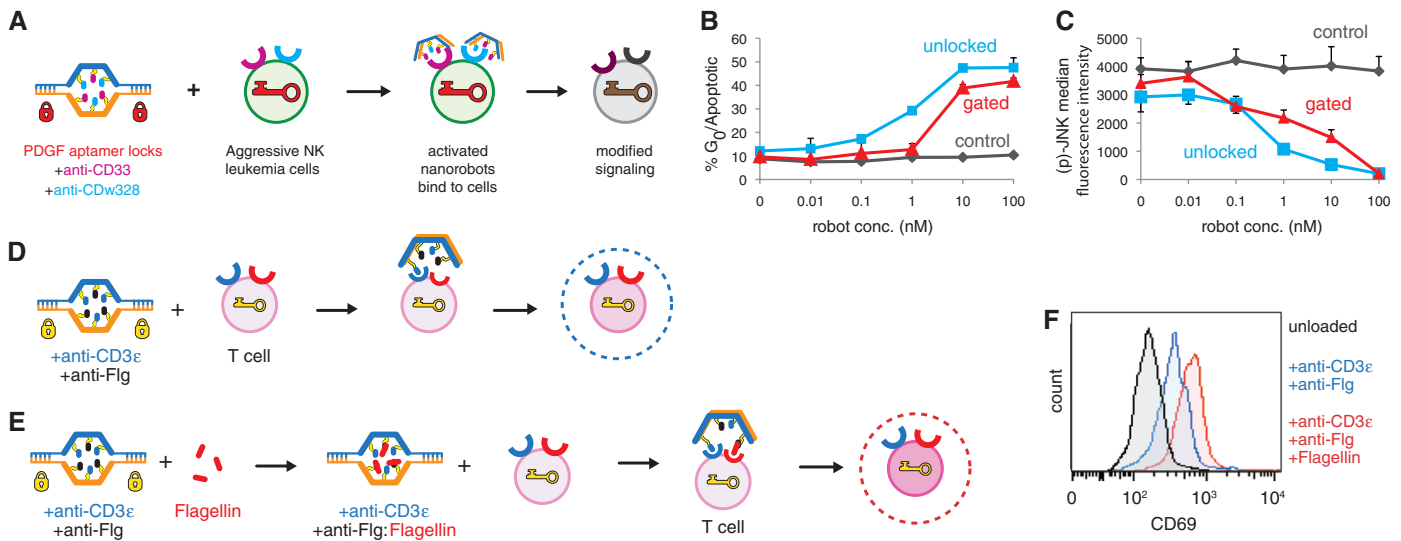 A
PDGF aptamer locks
+anti-CD33
+anti-CDw328
+
Aggressive NK
leukemia cells
activated
nanorobots
bind to cells
modified
signaling
B
% G0/Apoptotic
60
50
40
30
20
10
0
unlocked
gated
control
0 0.01 0.1 1 10 100
robot conc. (nM)
C
(p)-JNK median
fluorescence intensity
5000
4000
3000
2000
1000
0
control
gated
unlocked
0 0.01 0.1 1 10 100
robot conc. (nM)
D
+anti-CD3ε
+anti-Flg
+
T cell
E
+anti-CD3ε
+anti-Flg
+
Flagellin
+anti-CD3ε
+anti-Flg:Flagellin
+
T cell
F
count
unloaded
+anti-CD3ε
+anti-Flg
+anti-CD3ε
+anti-Flg
+Flagellin
0 10² 10³ 10⁴
CD69